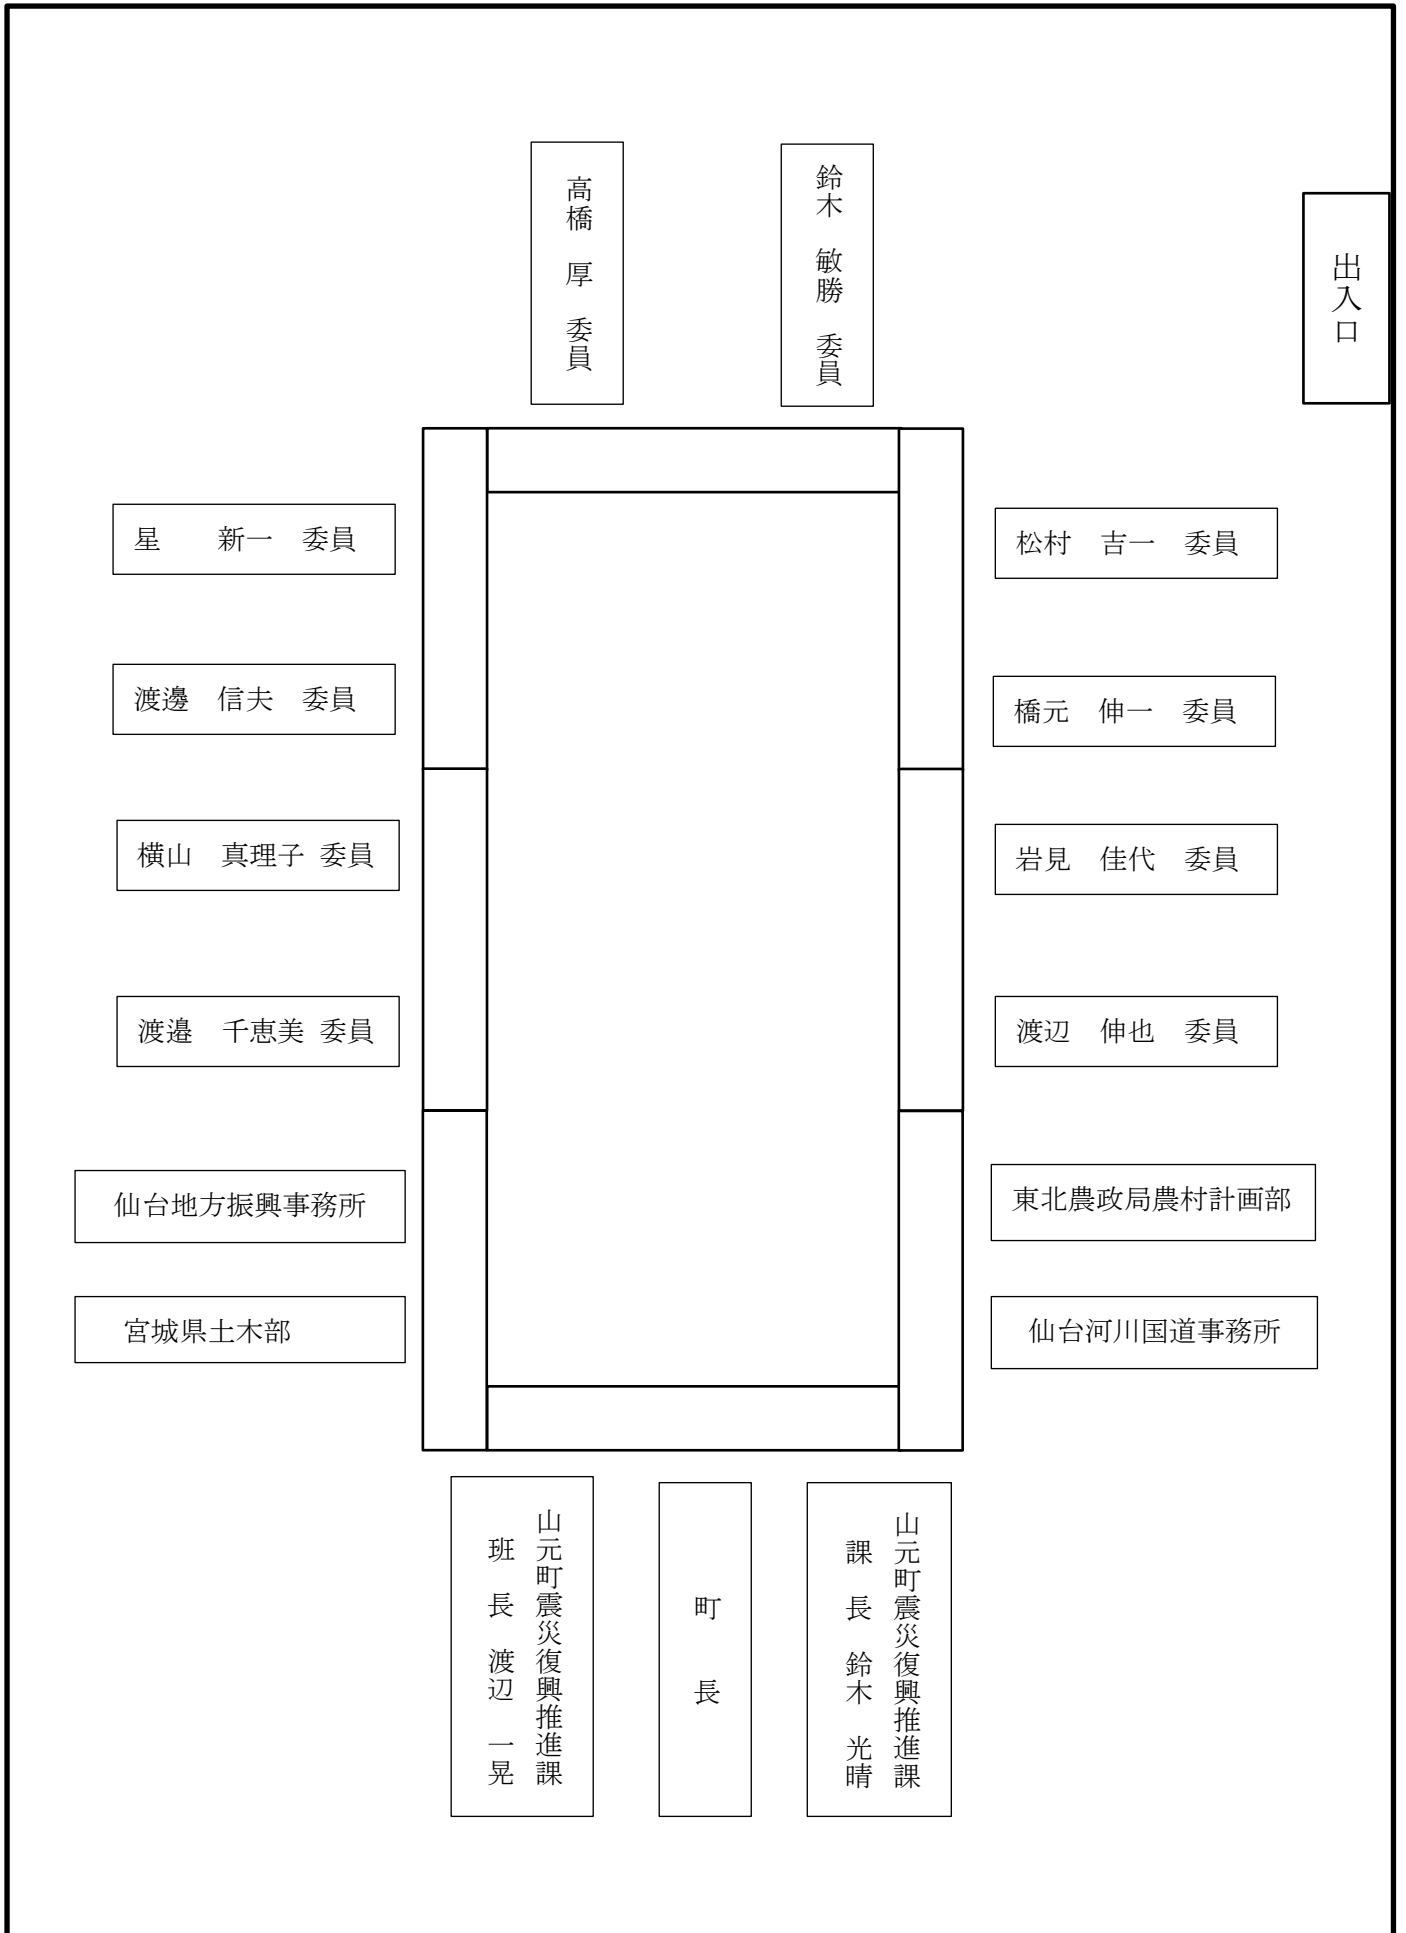 高橋　厚　委員
鈴木　敏勝　委員
出入口
星　　新一　委員
松村　吉一　委員
渡邊　信夫　委員
橋元　伸一　委員
横山　真理子 委員
岩見　佳代　委員
渡邉　千恵美 委員
渡辺　伸也　委員
仙台地方振興事務所
東北農政局農村計画部
宮城県土木部
仙台河川国道事務所
山元町震災復興推進課
班　長　渡辺　一晃
町　　長
山元町震災復興推進課
課　長　鈴木　光晴